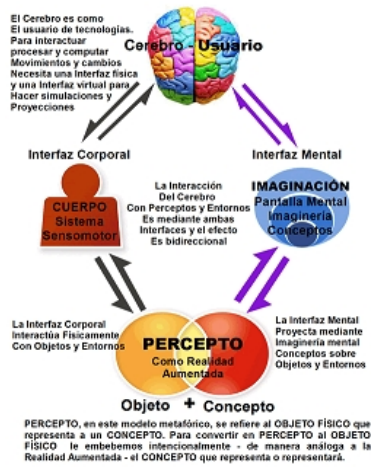 El Cerebro es como
El usuario de tecnologías.
Para interactuar
procesar y computar
Movimientos y cambios
Necesita una Interfaz física
y una Interfaz virtual para
Hacer simulaciones y
Proyecciones
Cerebro - Usuario
Interfaz Corporal
Interfaz Mental
CUERPO
Sistema
Sensomotor
La Interacción
Del Cerebro
Con Perceptos y Entornos
Es mediante ambas
Interfaces y el efecto
Es bidireccional
IMAGINACIÓN
Pantalla Mental
Imaginería
Conceptos
La Interfaz Corporal
Interactúa Físicamente
Con Objetos y Entornos
PERCEPTO
Como Realidad
Aumentada
La Interfaz Mental
Proyecta mediante
Imaginería mental
Conceptos sobre
Objetos y Entornos
Objeto + Concepto
PERCEPTO, en este modelo metafórico, se refiere al OBJETO FÍSICO que
representa a un CONCEPTO. Para convertir en PERCEPTO al OBJETO
FÍSICO le embebemos intencionalmente - de manera análoga a la
Realidad Aumentada - el CONCEPTO que representa o representará.